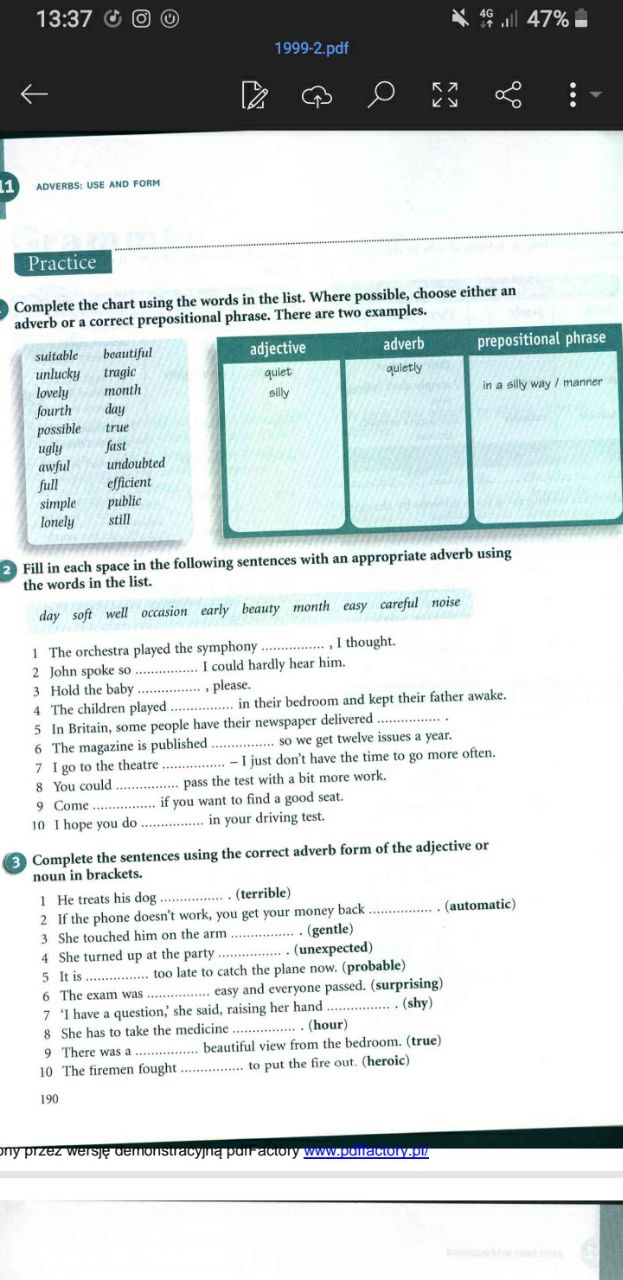 13:37
4G 47%
1999-2.pdf
11 ADVERBS: USE AND FORM
Practice
Complete the chart using the words in the list. Where possible, choose either an
adverb or a correct prepositional phrase. There are two examples.
suitable beautiful
unlucky tragic
lovely month
fourth day
possible true
ugly fast
awful undoubted
full efficient
simple public
lonely still
adjective adverb prepositional phrase
quiet quietly
silly in a silly way / manner
2 Fill in each space in the following sentences with an appropriate adverb using
the words in the list.
day soft well occasion early beauty month easy careful noise
1 The orchestra played the symphony ................ , I thought.
2 John spoke so ................ I could hardly hear him.
3 Hold the baby ................ , please.
4 The children played ................ in their bedroom and kept their father awake.
5 In Britain, some people have their newspaper delivered ................ .
6 The magazine is published ................ so we get twelve issues a year.
7 I go to the theatre ................ – I just don't have the time to go more often.
8 You could ................ pass the test with a bit more work.
9 Come ................ if you want to find a good seat.
10 I hope you do ................ in your driving test.
3 Complete the sentences using the correct adverb form of the adjective or
noun in brackets.
1 He treats his dog ................ . (terrible)
2 If the phone doesn't work, you get your money back ................ . (automatic)
3 She touched him on the arm ................ . (gentle)
4 She turned up at the party ................ . (unexpected)
5 It is ................ too late to catch the plane now. (probable)
6 The exam was ................ easy and everyone passed. (surprising)
7 'I have a question,' she said, raising her hand ................ . (shy)
8 She has to take the medicine ................ . (hour)
9 There was a ................ beautiful view from the bedroom. (true)
10 The firemen fought ................ to put the fire out. (heroic)
190
ony przez wersję demonstracyjną pdfFactory www.pdffactory.pl/